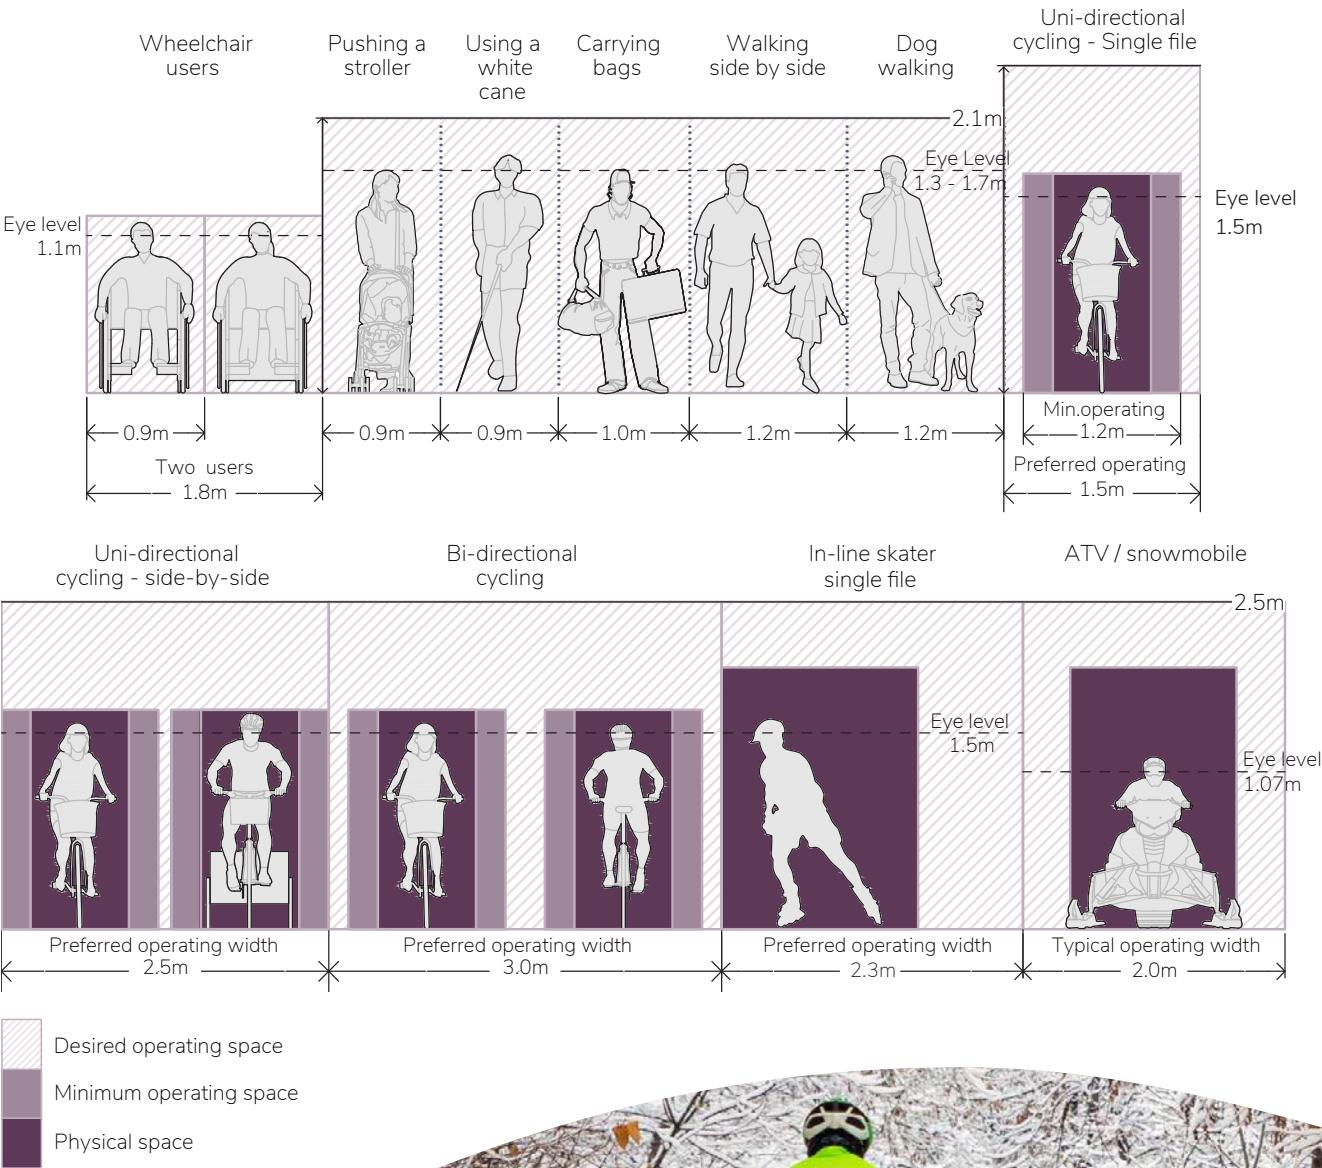 Wheelchair
users
Pushing a
stroller
Using a
white
cane
Carrying
bags
Walking
side by side
Dog
walking
Uni-directional
cycling - Single file
2.1m
Eye Level
1.3 - 1.7m
Eye level
1.1m
Eye level
1.5m
0.9m
0.9m
0.9m
1.0m
1.2m
1.2m
Two users
1.8m
Min.operating
1.2m
Preferred operating
1.5m
Uni-directional
cycling - side-by-side
Bi-directional
cycling
In-line skater
single file
ATV / snowmobile
2.5m
Eye level
1.5m
Eye level
1.07m
Preferred operating width
2.5m
Preferred operating width
3.0m
Preferred operating width
2.3m
Typical operating width
2.0m
Desired operating space
Minimum operating space
Physical space